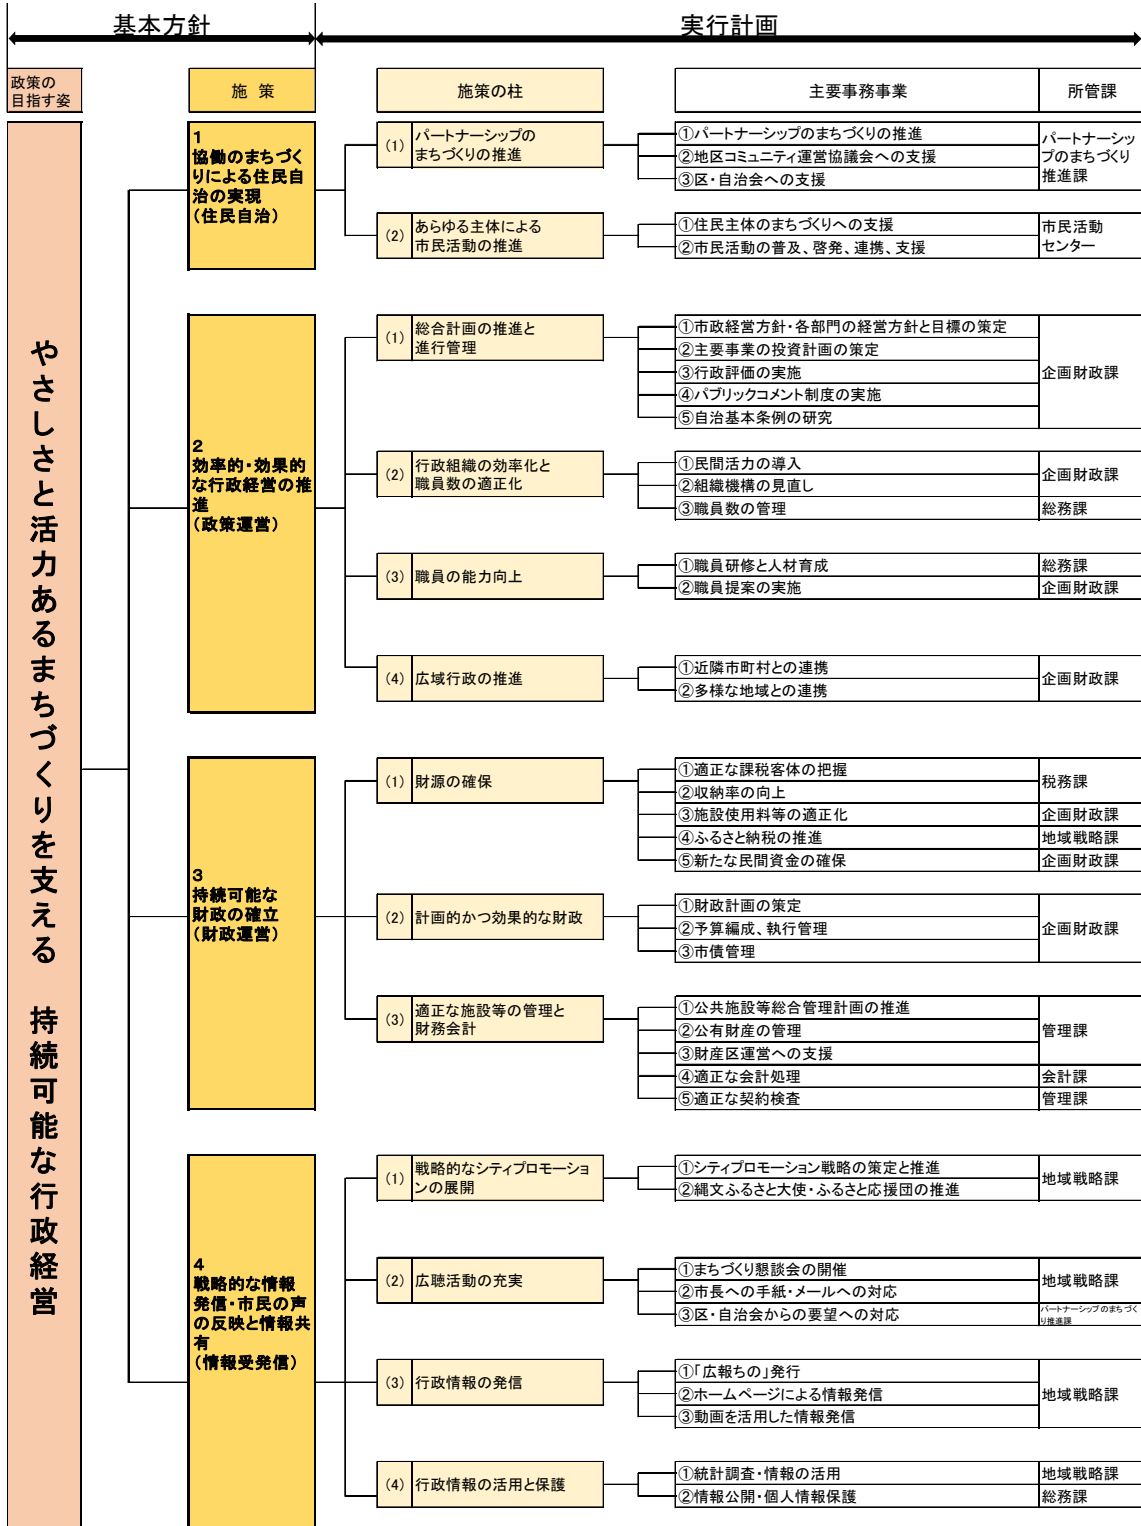 基本方針
実行計画
政策の
目指す姿
施 策
施策の柱
主要事務事業
所管課
やさしさと活力あるまちづくりを支える　持続可能な行政経営
1
協働のまちづく
りによる住民自
治の実現
（住民自治）
(1)
パートナーシップの
まちづくりの推進
①パートナーシップのまちづくりの推進
②地区コミュニティ運営協議会への支援
③区・自治会への支援
パートナーシッ
プのまちづくり
推進課
(2)
あらゆる主体による
市民活動の推進
①住民主体のまちづくりへの支援
②市民活動の普及、啓発、連携、支援
市民活動
センター
2
効率的・効果的
な行政経営の推
進
（政策運営）
(1)
総合計画の推進と
進行管理
①市政経営方針・各部門の経営方針と目標の策定
②主要事業の投資計画の策定
③行政評価の実施
④パブリックコメント制度の実施
⑤自治基本条例の研究
企画財政課
(2)
行政組織の効率化と
職員数の適正化
①民間活力の導入
②組織機構の見直し
③職員数の管理
企画財政課
総務課
(3)
職員の能力向上
①職員研修と人材育成
②職員提案の実施
総務課
企画財政課
(4)
広域行政の推進
①近隣市町村との連携
②多様な地域との連携
企画財政課
3
持続可能な
財政の確立
（財政運営）
(1)
財源の確保
①適正な課税客体の把握
②収納率の向上
③施設使用料等の適正化
④ふるさと納税の推進
⑤新たな民間資金の確保
税務課
企画財政課
地域戦略課
企画財政課
(2)
計画的かつ効果的な財政
①財政計画の策定
②予算編成、執行管理
③市債管理
企画財政課
(3)
適正な施設等の管理と
財務会計
①公共施設等総合管理計画の推進
②公有財産の管理
③財産区運営への支援
④適正な会計処理
⑤適正な契約検査
管理課
会計課
管理課
4
戦略的な情報
発信・市民の声
の反映と情報共
有
（情報受発信）
(1)
戦略的なシティプロモーショ
ンの展開
①シティプロモーション戦略の策定と推進
②縄文ふるさと大使・ふるさと応援団の推進
地域戦略課
(2)
広聴活動の充実
①まちづくり懇談会の開催
②市長への手紙・メールへの対応
③区・自治会からの要望への対応
地域戦略課
パートナーシップのまちづく
り推進課
(3)
行政情報の発信
①「広報ちの」発行
②ホームページによる情報発信
③動画を活用した情報発信
地域戦略課
(4)
行政情報の活用と保護
①統計調査・情報の活用
②情報公開・個人情報保護
地域戦略課
総務課